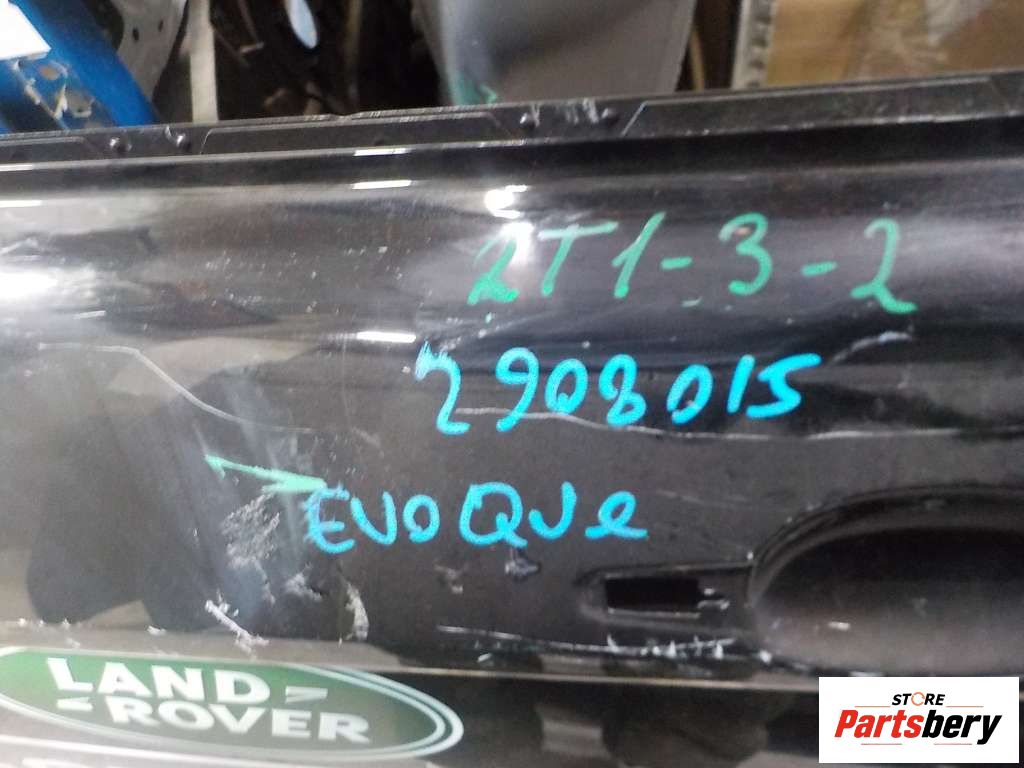 2T1-3-2
2908015
EVOQUe
LAND
ROVER
STORE
Partsbery